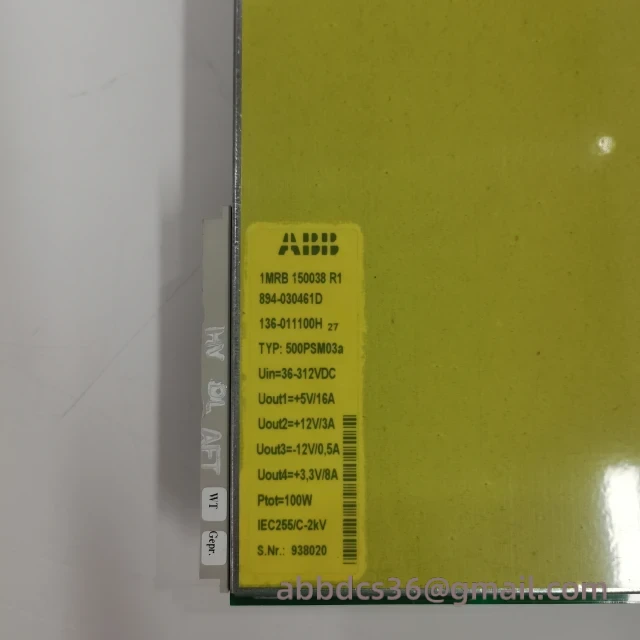 ABB
1MRB 150038 R1
894-030461D
136-011100H 27
TYP: 500PSM03a
Uin=36-312VDC
Uout1=+5V/16A
Uout2=+12V/3A
Uout3=-12V/0,5A
Uout4=+3,3V/8A
Ptot=100W
IEC255/C-2kV
S.Nr.: 938020
AFT
WT
Gepr.
abbdcs36@gmail.com